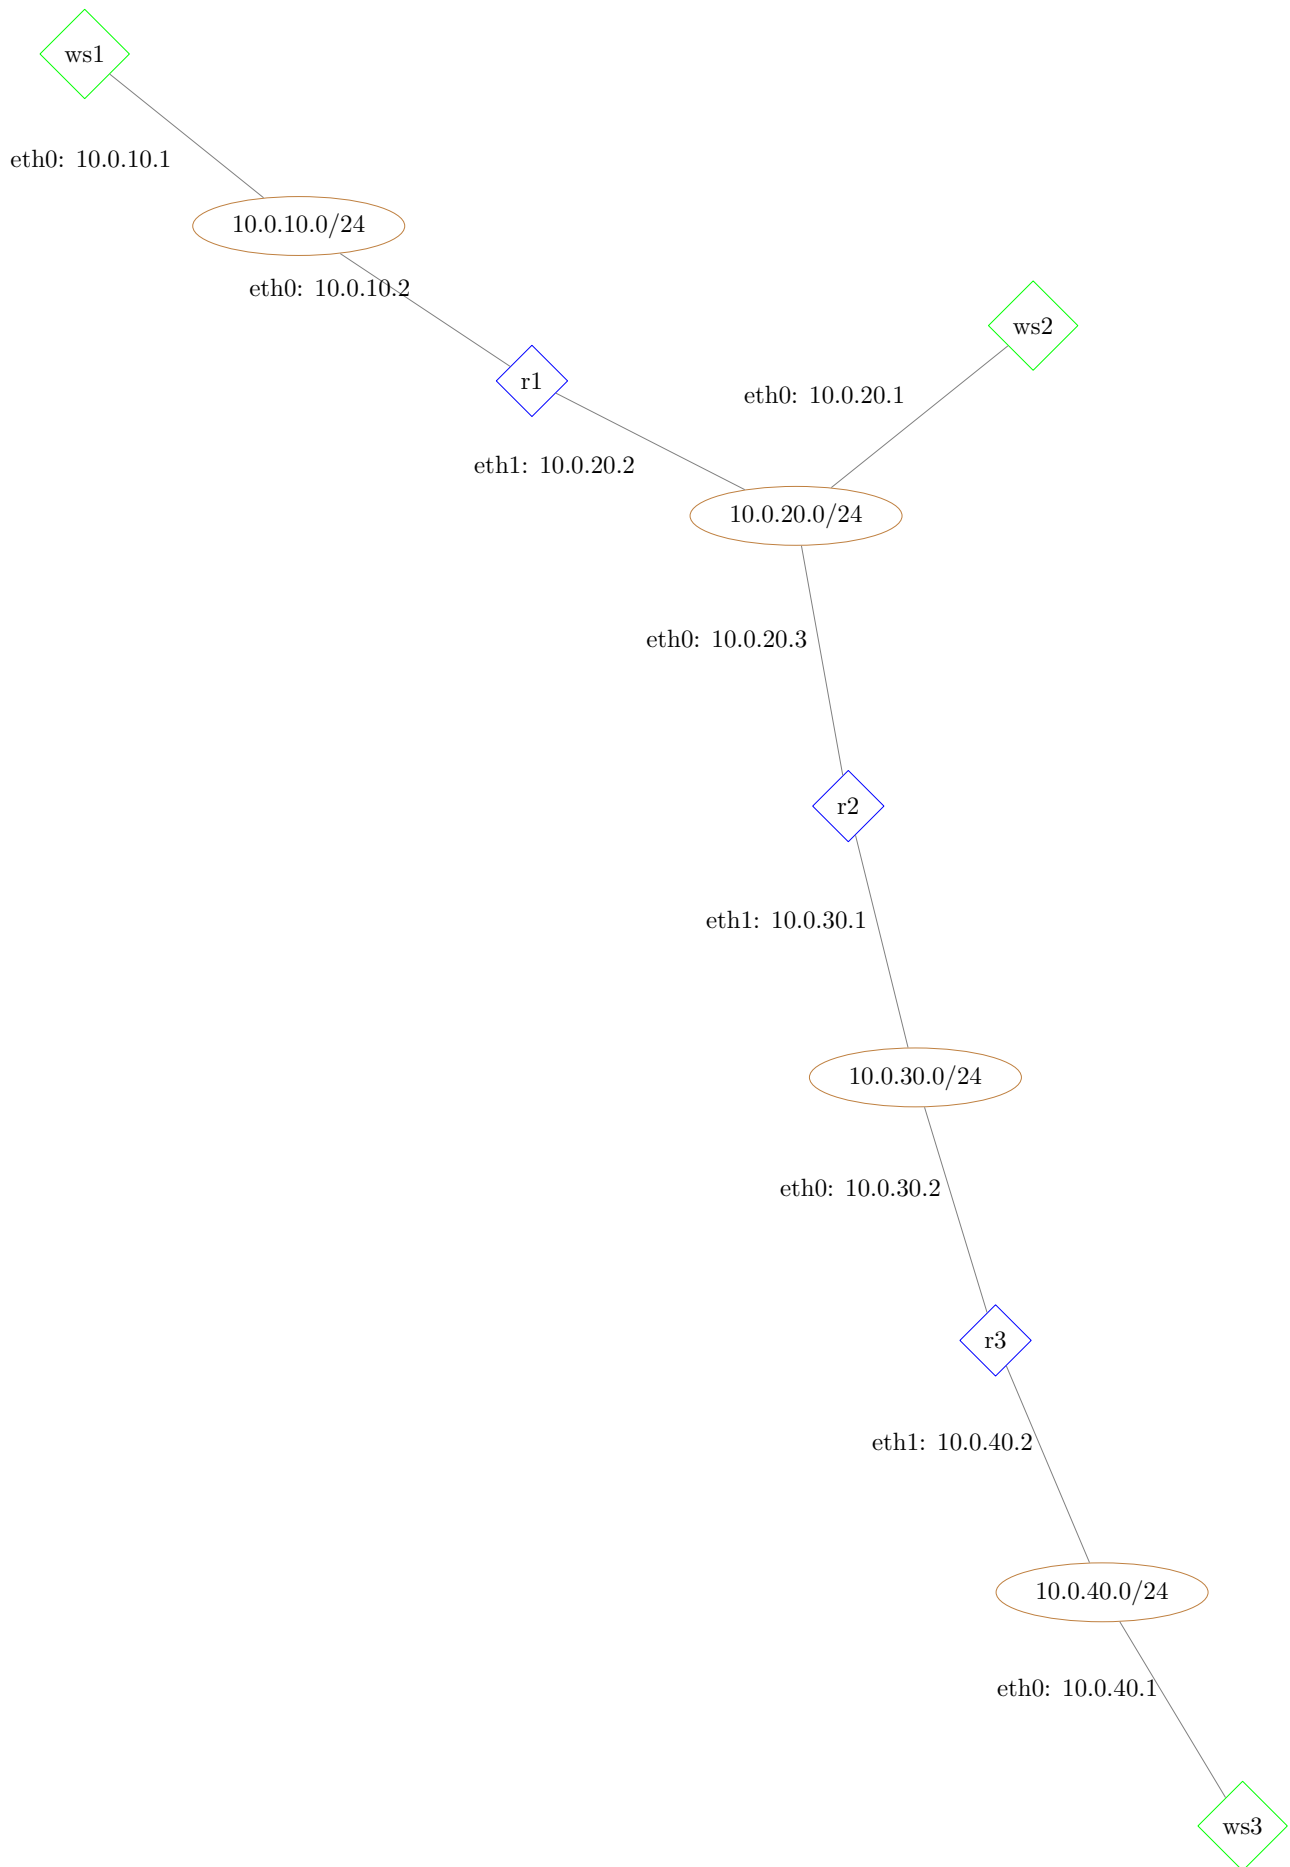 ws1
eth0: 10.0.10.1
10.0.10.0/24
eth0: 10.0.10.2
ws2
r1
eth0: 10.0.20.1
eth1: 10.0.20.2
10.0.20.0/24
eth0: 10.0.20.3
r2
eth1: 10.0.30.1
10.0.30.0/24
eth0: 10.0.30.2
r3
eth1: 10.0.40.2
10.0.40.0/24
eth0: 10.0.40.1
ws3